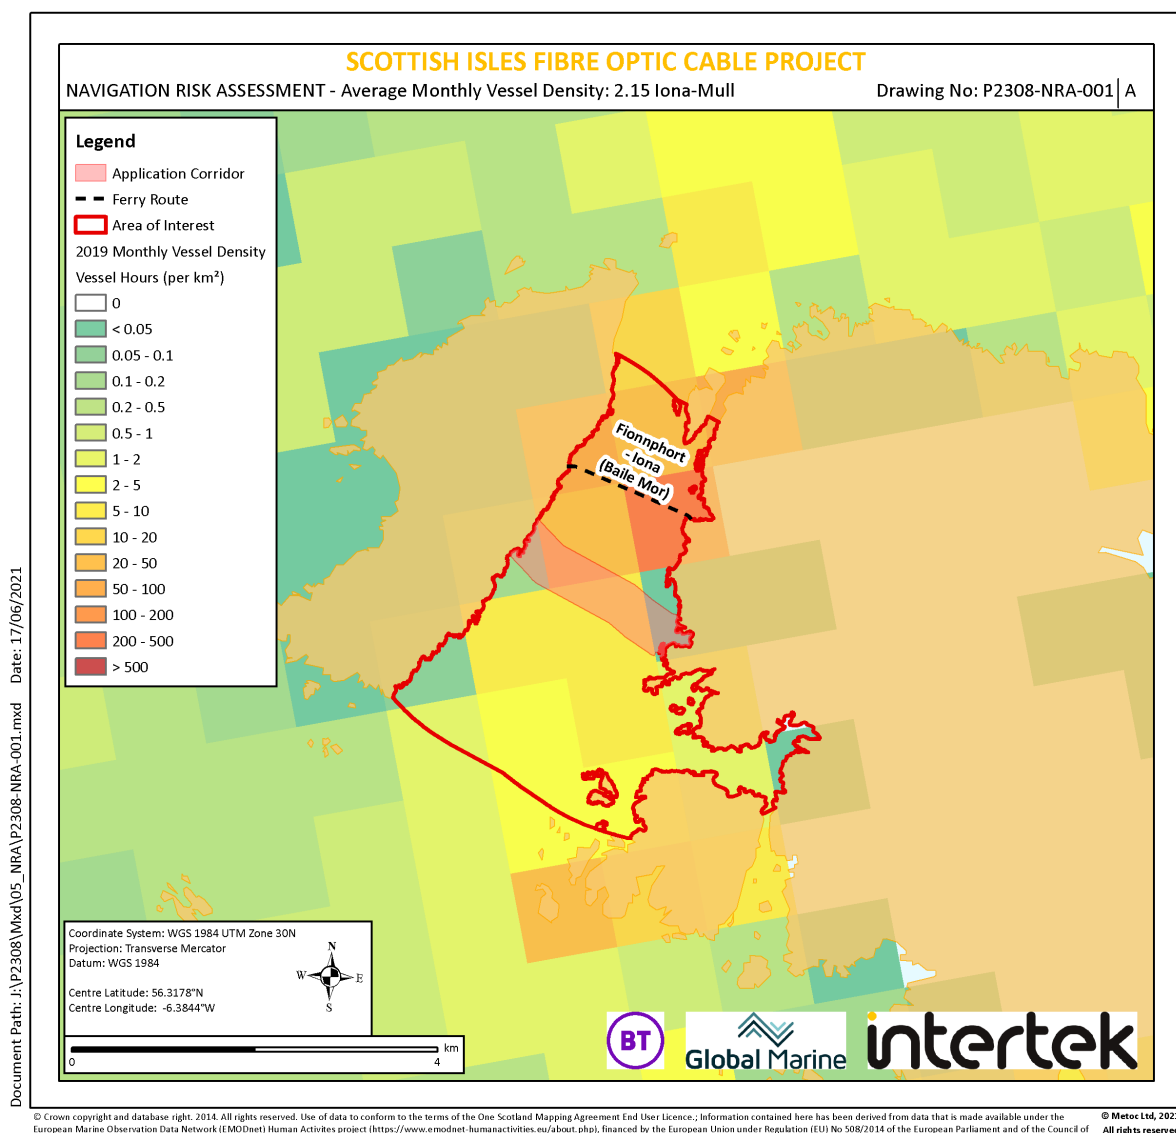 SCOTTISH ISLES FIBRE OPTIC CABLE PROJECT
NAVIGATION RISK ASSESSMENT - Average Monthly Vessel Density: 2.15 Iona-Mull
Drawing No: P2308-NRA-001 A
Legend
Application Corridor
Ferry Route
Area of Interest
2019 Monthly Vessel Density
Vessel Hours (per km²)
0
< 0.05
0.05 - 0.1
0.1 - 0.2
0.2 - 0.5
0.5 - 1
1 - 2
2 - 5
5 - 10
10 - 20
20 - 50
50 - 100
100 - 200
200 - 500
> 500
Fionnphort
- Iona
(Baile Mor)
Coordinate System: WGS 1984 UTM Zone 30N
Projection: Transverse Mercator
Datum: WGS 1984
Centre Latitude: 56.3178"N
Centre Longitude: -6.3844"W
N
W E
S
km
0 4
BT
Global Marine
intertek
Document Path: J:\P2308\Mxd\05_NRA\P2308-NRA-001.mxd Date: 17/06/2021
© Crown copyright and database right. 2014. All rights reserved. Use of data to conform to the terms of the One Scotland Mapping Agreement End User Licence.; Information contained here has been derived from data that is made available under the
European Marine Observation Data Network (EMODnet) Human Activites project (https://www.emodnet-humanactivities.eu/about.php), financed by the European Union under Regulation (EU) No 508/2014 of the European Parliament and of the Council of
© Metoc Ltd,
All rights reserved